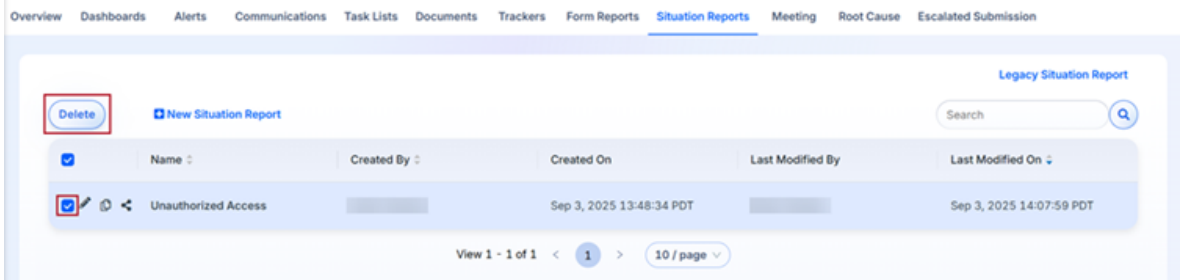 Overview Dashboards Alerts Communications Task Lists Documents Trackers Form Reports Situation Reports Meeting Root Cause Escalated Submission
Legacy Situation Report
Delete New Situation Report Search
Name Created By Created On Last Modified By Last Modified On
Unauthorized Access Sep 3, 2025 13:48:34 PDT Sep 3, 2025 14:07:59 PDT
View 1 - 1 of 1 < 1 > 10 / page